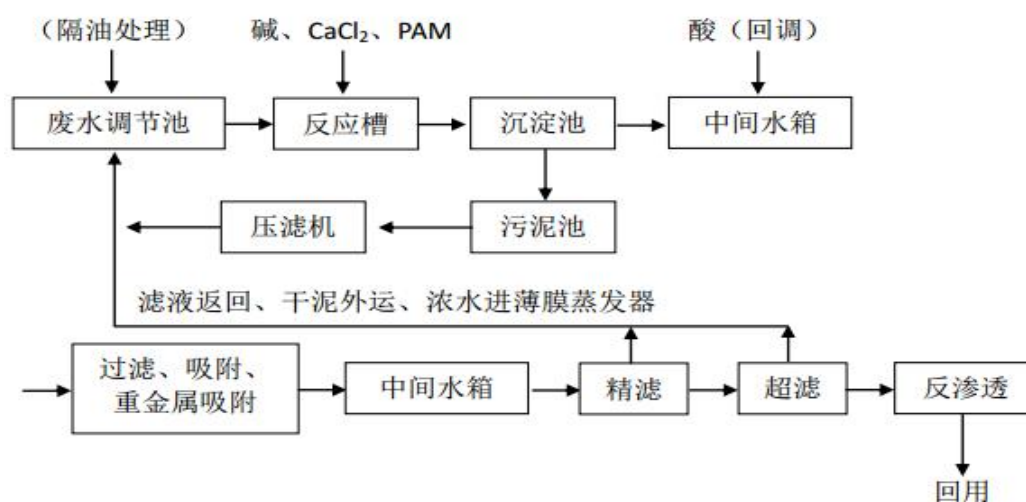 （隔油处理）
碱、CaCl₂、PAM
酸（回调）
废水调节池
反应槽
沉淀池
中间水箱
压滤机
污泥池
滤液返回、干泥外运、浓水进薄膜蒸发器
过滤、吸附、
重金属吸附
中间水箱
精滤
超滤
反渗透
回用